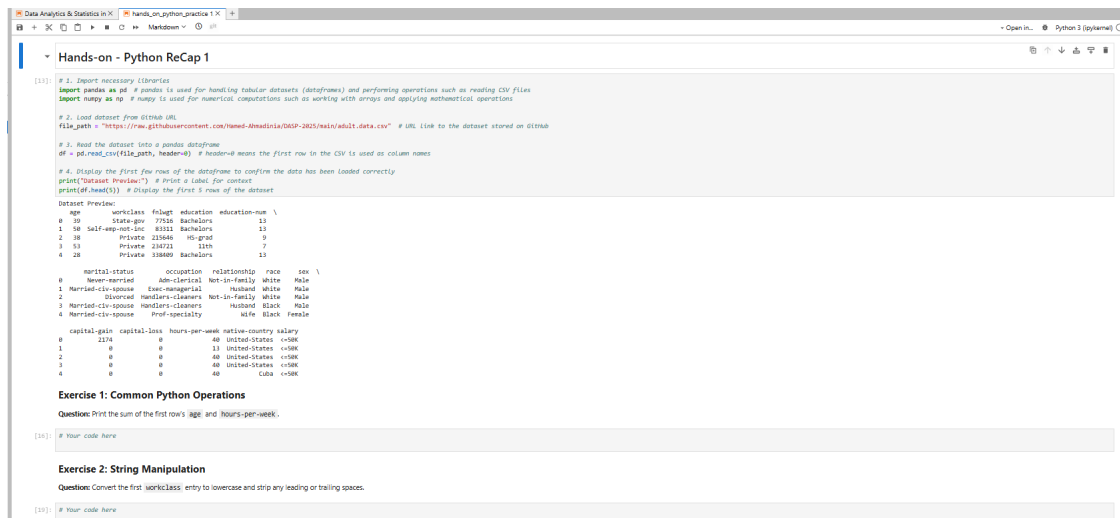 Data Analytics & Statistics in
hands_on_python_practice 1
Markdown
Open in...
Python 3 (ipykernel)
Hands-on - Python ReCap 1
[13]:
# 1. Import necessary libraries
import pandas as pd  # pandas is used for handling tabular datasets (dataframes) and performing operations such as reading CSV files
import numpy as np  # numpy is used for numerical computations such as working with arrays and applying mathematical operations
# 2. Load dataset from GitHub URL
file_path = "https://raw.githubusercontent.com/Hamed-Ahmadinia/DASP-2025/main/adult.data.csv"  # URL link to the dataset stored on GitHub
# 3. Read the dataset into a pandas dataframe
df = pd.read_csv(file_path, header=0)  # header=0 means the first row in the CSV is used as column names
# 4. Display the first few rows of the dataframe to confirm the data has been loaded correctly
print("Dataset Preview:")  # Print a label for context
print(df.head(5))  # Display the first 5 rows of the dataset
Dataset Preview:
age workclass fnlwgt education education-num \
0 39 State-gov 77516 Bachelors 13
1 50 Self-emp-not-inc 83311 Bachelors 13
2 38 Private 215646 HS-grad 9
3 53 Private 234721 11th 7
4 28 Private 338409 Bachelors 13
marital-status occupation relationship race sex \
0 Never-married Adm-clerical Not-in-family White Male
1 Married-civ-spouse Exec-managerial Husband White Male
2 Divorced Handlers-cleaners Not-in-family White Male
3 Married-civ-spouse Handlers-cleaners Husband Black Male
4 Married-civ-spouse Prof-specialty Wife Black Female
capital-gain capital-loss hours-per-week native-country salary
0 2174 0 40 United-States <=50K
1 0 0 13 United-States <=50K
2 0 0 40 United-States <=50K
3 0 0 40 United-States <=50K
4 0 0 40 Cuba <=50K
Exercise 1: Common Python Operations
Question: Print the sum of the first row's age and hours-per-week.
[16]: # Your code here
Exercise 2: String Manipulation
Question: Convert the first workclass entry to lowercase and strip any leading or trailing spaces.
[19]: # Your code here